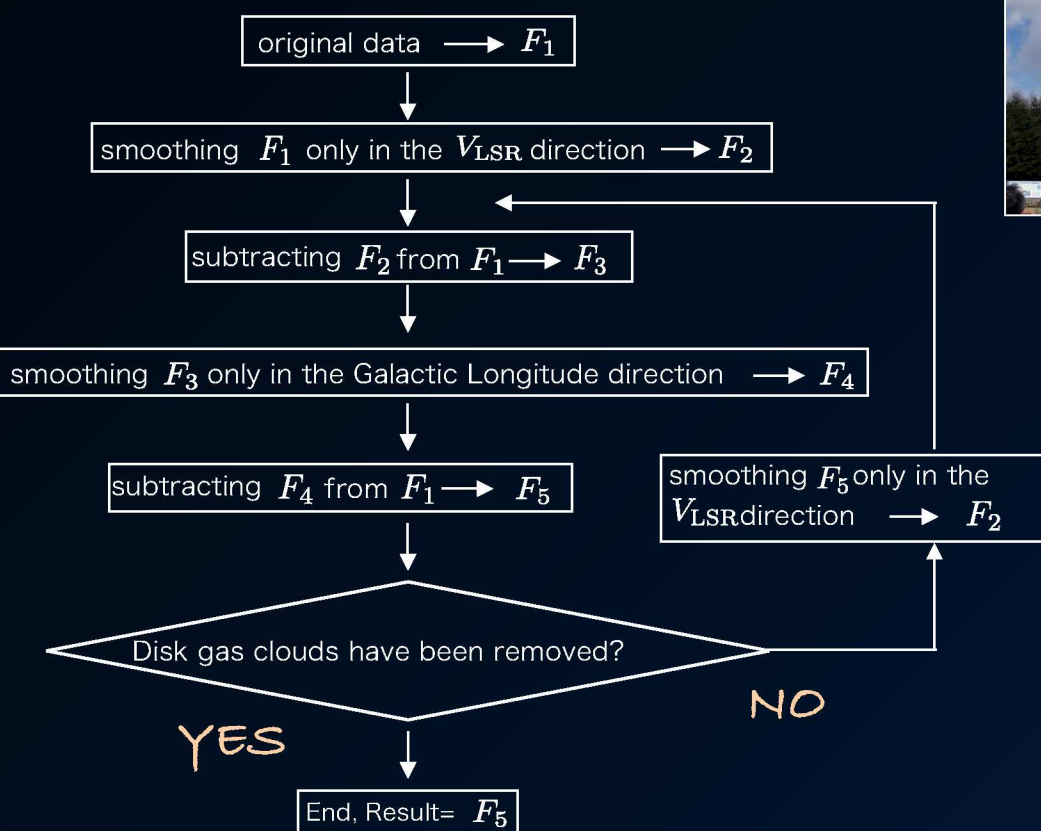 original data → F₁
smoothing F₁ only in the V_LSR direction → F₂
subtracting F₂ from F₁ → F₃
smoothing F₃ only in the Galactic Longitude direction → F₄
subtracting F₄ from F₁ → F₅
smoothing F₅ only in the
V_LSR direction → F₂
Disk gas clouds have been removed?
NO
YES
End, Result= F₅